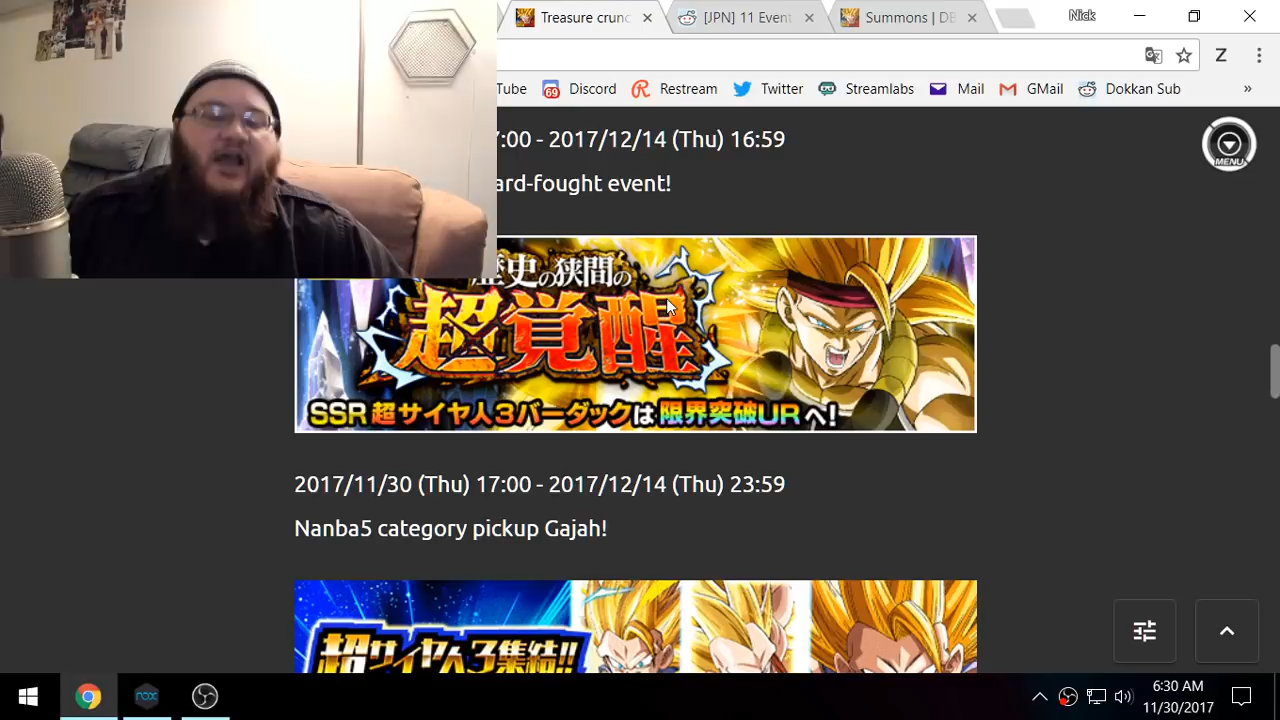 Treasure crunc
[JPN] 11 Event
Summons | DB
Nick
Tube
69
Discord
Restream
Twitter
Streamlabs
Mail
GMail
Dokkan Sub
»
Z
:00 - 2017/12/14 (Thu) 16:59
MENU
ard-fought event!
歴史の狭間の
超覚醒
SSR 超サイヤ人3バーダックは限界突破URへ!
2017/11/30 (Thu) 17:00 - 2017/12/14 (Thu) 23:59
Nanba5 category pickup Gajah!
超サイヤ人3集結!!
nox
6:30 AM
11/30/2017